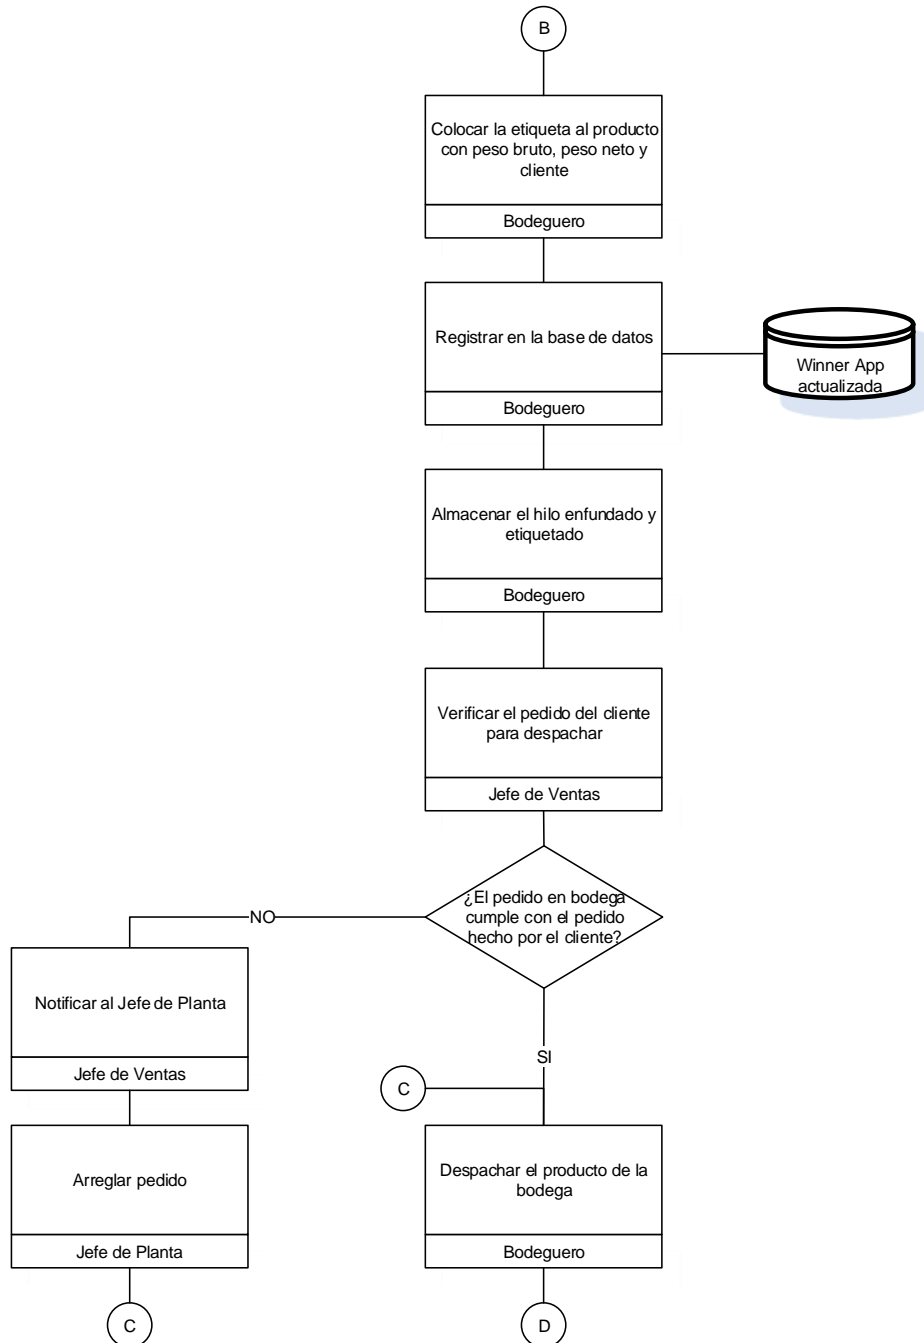 B
Colocar la etiqueta al producto
con peso bruto, peso neto y
cliente
Bodeguero
Registrar en la base de datos
Bodeguero
Winner App
actualizada
Almacenar el hilo enfundado y
etiquetado
Bodeguero
Verificar el pedido del cliente
para despachar
Jefe de Ventas
¿El pedido en bodega
cumple con el pedido
hecho por el cliente?
NO
Notificar al Jefe de Planta
Jefe de Ventas
Arreglar pedido
Jefe de Planta
C
SI
C
Despachar el producto de la
bodega
Bodeguero
D